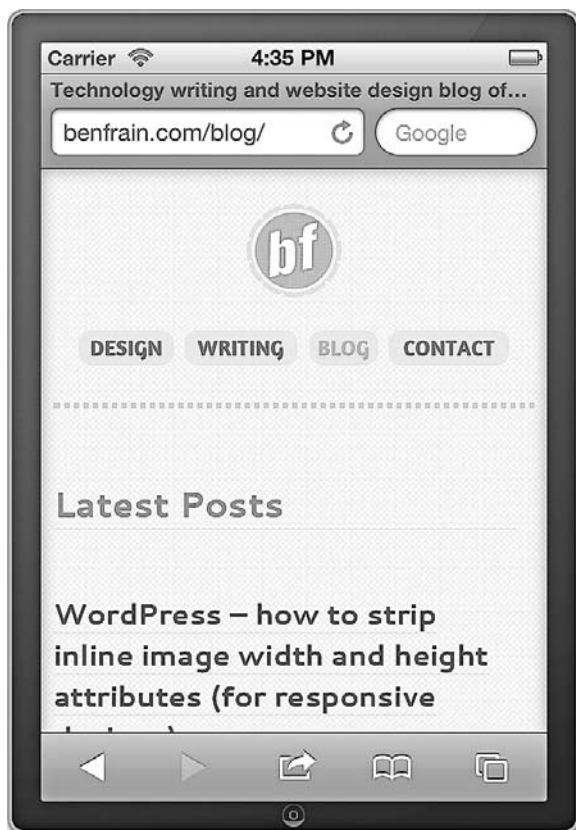 Carrier 4:35 PM
Technology writing and website design blog of...
benfrain.com/blog/ Google
bf
DESIGN WRITING BLOG CONTACT
Latest Posts
WordPress – how to strip
inline image width and height
attributes (for responsive